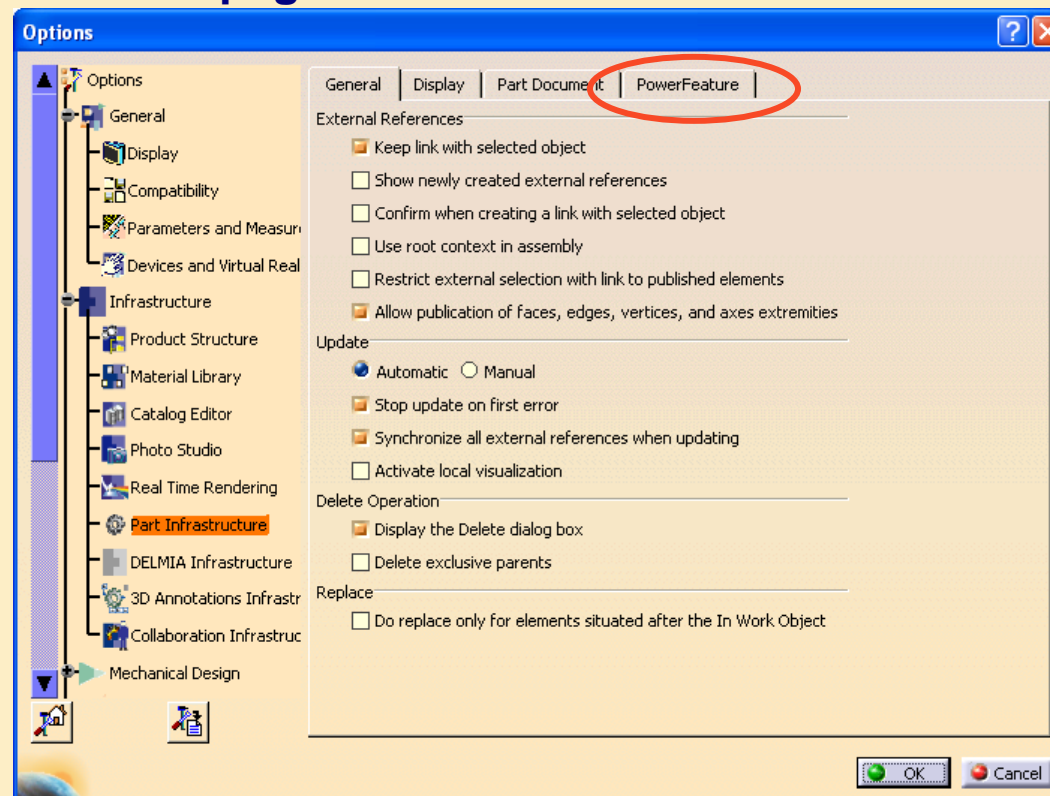 Options
Options
General
Display
Compatibility
Parameters and Measur
Devices and Virtual Real
Infrastructure
Product Structure
Material Library
Catalog Editor
Photo Studio
Real Time Rendering
Part Infrastructure
DELMIA Infrastructure
3D Annotations Infrastr
Collaboration Infrastruc
Mechanical Design
General Display Part Document PowerFeature
External References
Keep link with selected object
Show newly created external references
Confirm when creating a link with selected object
Use root context in assembly
Restrict external selection with link to published elements
Allow publication of faces, edges, vertices, and axes extremities
Update
Automatic Manual
Stop update on first error
Synchronize all external references when updating
Activate local visualization
Delete Operation
Display the Delete dialog box
Delete exclusive parents
Replace
Do replace only for elements situated after the In Work Object
OK Cancel